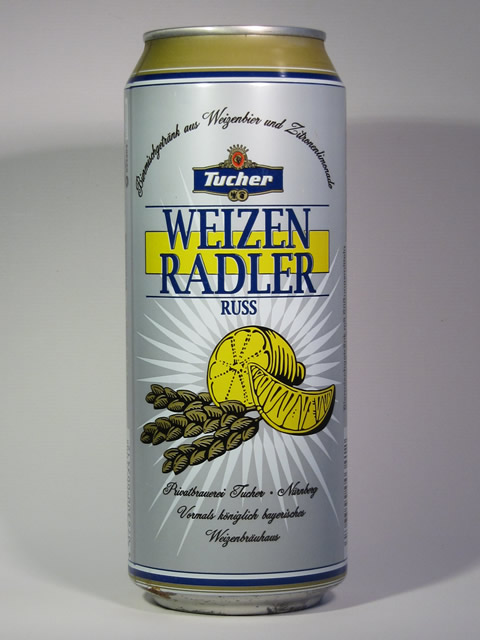 Biermischgetränk aus Weizenbier und Zitronenlimonade
Tucher
WEIZEN
RADLER
RUSS
Privatbrauerei Tucher • Nürnberg
Vormals königlich bayerisches
Weizenbräuhaus